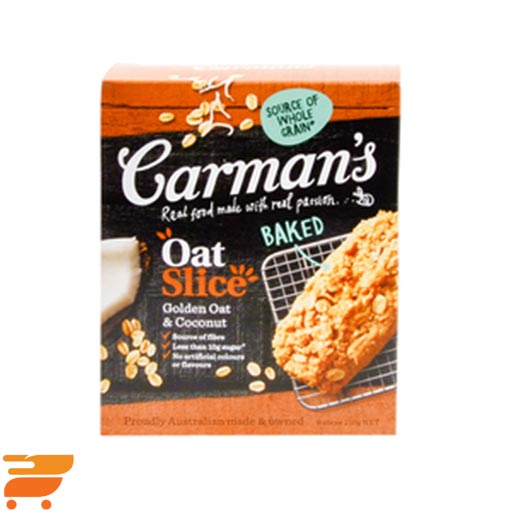 SOURCE OF
WHOLE
GRAIN*
Carman's
Real food made with real passion.
BAKED
Oat
Slice
Golden Oat
& Coconut
Source of fibre
Less than 10g sugar*
No artificial colours
or flavours
Proudly Australian made & owned